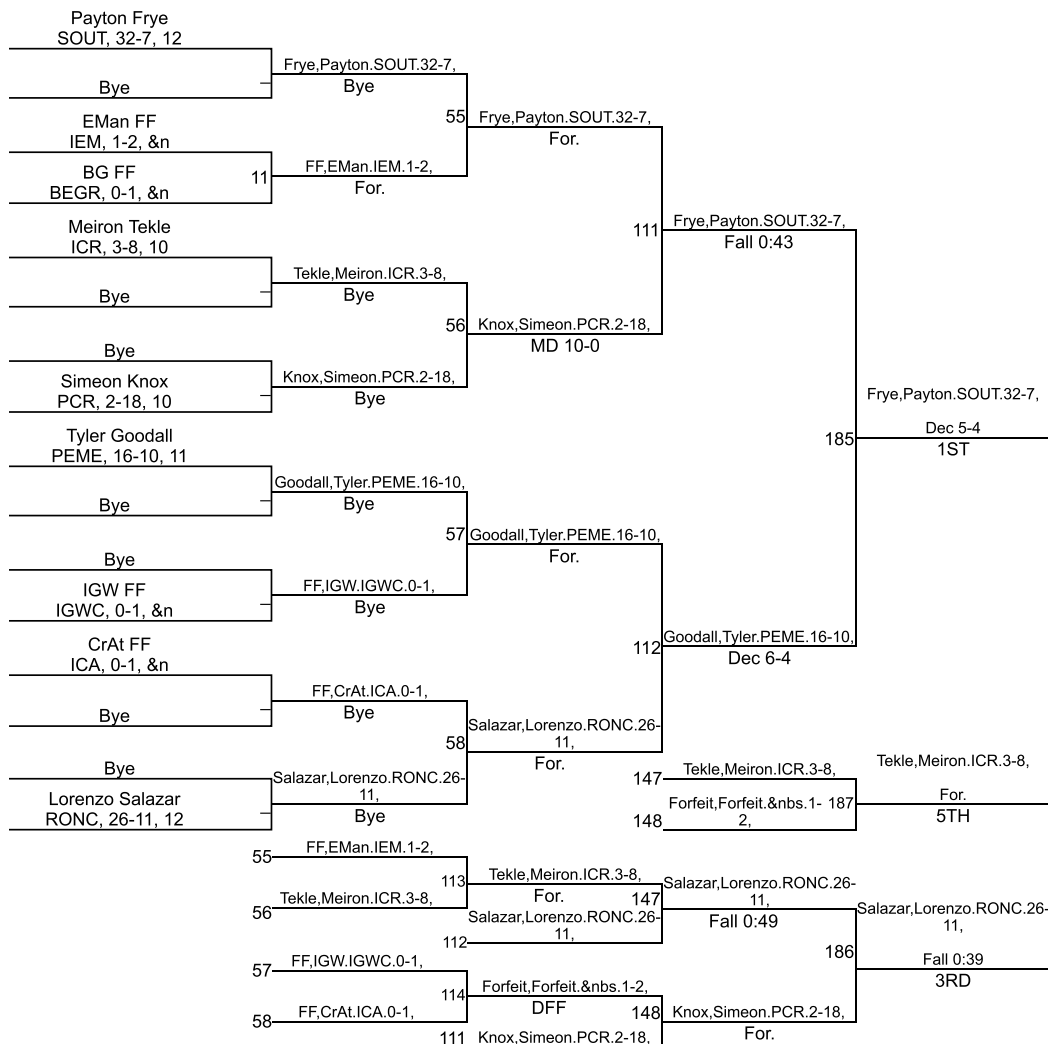 Payton Frye
SOUT, 32-7, 12
Bye
EMan FF
IEM, 1-2, &n
BG FF
BEGR, 0-1, &n
Meiron Tekle
ICR, 3-8, 10
Bye
Bye
Simeon Knox
PCR, 2-18, 10
Tyler Goodall
PEME, 16-10, 11
Bye
Bye
IGW FF
IGWC, 0-1, &n
CrAt FF
ICA, 0-1, &n
Bye
Bye
Lorenzo Salazar
RONC, 26-11, 12
Frye,Payton.SOUT.32-7,
Bye
11
FF,EMan.IEM.1-2,
For.
Tekle,Meiron.ICR.3-8,
Bye
Knox,Simeon.PCR.2-18,
Bye
Goodall,Tyler.PEME.16-10,
Bye
FF,IGW.IGWC.0-1,
Bye
FF,CrAt.ICA.0-1,
Bye
Salazar,Lorenzo.RONC.26-
11,
Bye
55
Frye,Payton.SOUT.32-7,
For.
56
Knox,Simeon.PCR.2-18,
MD 10-0
57
Goodall,Tyler.PEME.16-10,
For.
58
Salazar,Lorenzo.RONC.26-
11,
For.
111
Frye,Payton.SOUT.32-7,
Fall 0:43
112
Goodall,Tyler.PEME.16-10,
Dec 6-4
185
Frye,Payton.SOUT.32-7,
Dec 5-4
1ST
147
Tekle,Meiron.ICR.3-8,
148
Forfeit,Forfeit.&nbs.1-
2,
187
Tekle,Meiron.ICR.3-8,
For.
5TH
55
FF,EMan.IEM.1-2,
56
Tekle,Meiron.ICR.3-8,
113
Tekle,Meiron.ICR.3-8,
For.
112
Salazar,Lorenzo.RONC.26-
11,
147
Salazar,Lorenzo.RONC.26-
11,
Fall 0:49
57
FF,IGW.IGWC.0-1,
58
FF,CrAt.ICA.0-1,
114
Forfeit,Forfeit.&nbs.1-2,
DFF
111
Knox,Simeon.PCR.2-18,
148
Knox,Simeon.PCR.2-18,
For.
186
Salazar,Lorenzo.RONC.26-
11,
Fall 0:39
3RD